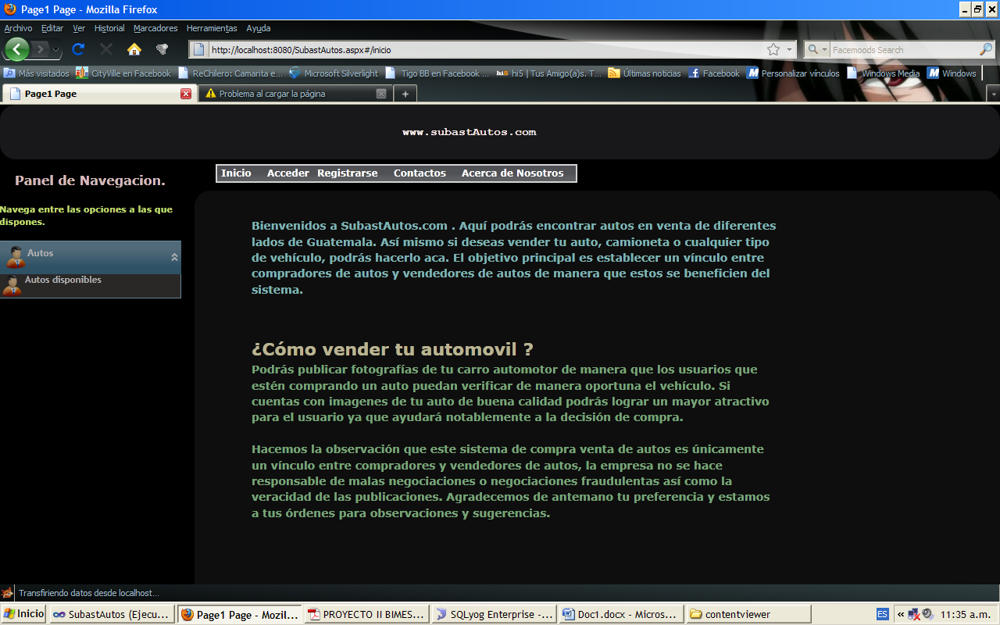 Page1 Page - Mozilla Firefox
Archivo Editar Ver Historial Marcadores Herramientas Ayuda
http://localhost:8080/SubastAutos.aspx#/inicio
Facemoods Search
Más visitados CityVille en Facebook ReChilero: Camarita e... Microsoft Silverlight Tigo BB en Facebook ... hi5 | Tus Amigo(a)s. T... Últimas noticias Facebook Personalizar vínculos Windows Media Windows
Page1 Page Problema al cargar la página
www.subastAutos.com
Inicio Acceder Registrarse Contactos Acerca de Nosotros
Panel de Navegacion.
Navega entre las opciones a las que
dispones.
Autos
Autos disponibles
Bienvenidos a SubastAutos.com . Aquí podrás encontrar autos en venta de diferentes
lados de Guatemala. Así mismo si deseas vender tu auto, camioneta o cualquier tipo
de vehículo, podrás hacerlo aca. El objetivo principal es establecer un vínculo entre
compradores de autos y vendedores de autos de manera que estos se beneficien del
sistema.
¿Cómo vender tu automovil ?
Podrás publicar fotografías de tu carro automotor de manera que los usuarios que
estén comprando un auto puedan verificar de manera oportuna el vehículo. Si
cuentas con imagenes de tu auto de buena calidad podrás lograr un mayor atractivo
para el usuario ya que ayudará notablemente a la decisión de compra.
Hacemos la observación que este sistema de compra venta de autos es únicamente
un vínculo entre compradores y vendedores de autos, la empresa no se hace
responsable de malas negociaciones o negociaciones fraudulentas así como la
veracidad de las publicaciones. Agradecemos de antemano tu preferencia y estamos
a tus órdenes para observaciones y sugerencias.
Transfiriendo datos desde localhost...
Inicio SubastAutos (Ejecu... Page1 Page - Mozil... PROYECTO II BIMES... SQLyog Enterprise -... Doc1.docx - Micros... contentviewer ES « 11:35 a.m.